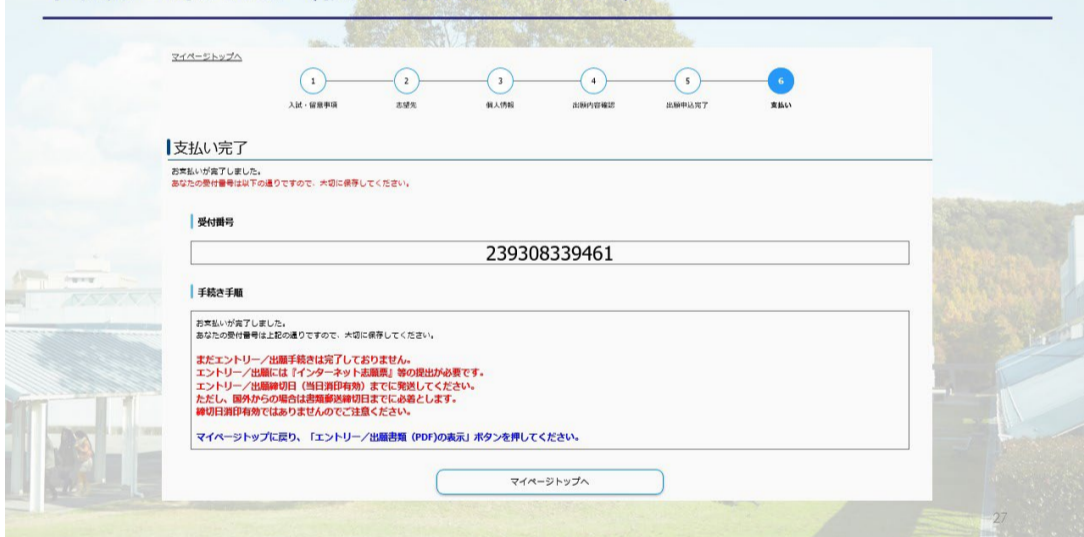 マイページトップへ
1 2 3 4 5 6
入試・留意事項 志望先 個人情報 出願内容確認 出願申込完了 支払い
支払い完了
お支払いが完了しました。
あなたの受付番号は以下の通りですので、大切に保存してください。
受付番号
239308339461
手続き手順
お支払いが完了しました。
あなたの受付番号は上記の通りですので、大切に保存してください。
まだエントリー／出願手続きは完了しておりません。
エントリー／出願には『インターネット志願票』等の提出が必要です。
エントリー／出願締切日（当日消印有効）までに発送してください。
ただし、国外からの場合は書類郵送締切日までに必着とします。
締切日消印有効ではありませんのでご注意ください。
マイページトップに戻り、「エントリー／出願書類（PDF)の表示」ボタンを押してください。
マイページトップへ
27